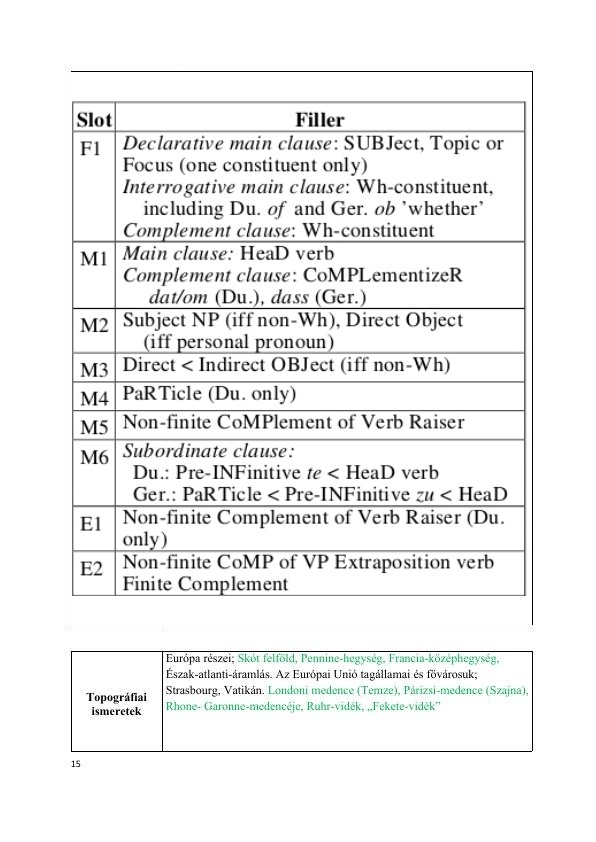 Slot Filler
F1 Declarative main clause: SUBJect, Topic or
Focus (one constituent only)
Interrogative main clause: Wh-constituent,
including Du. of and Ger. ob ’whether’
Complement clause: Wh-constituent
M1 Main clause: HeaD verb
Complement clause: CoMPLementizeR
dat/om (Du.), dass (Ger.)
M2 Subject NP (iff non-Wh), Direct Object
(iff personal pronoun)
M3 Direct < Indirect OBJect (iff non-Wh)
M4 PaRTicle (Du. only)
M5 Non-finite CoMPlement of Verb Raiser
M6 Subordinate clause:
Du.: Pre-INFinitive te < HeaD verb
Ger.: PaRTicle < Pre-INFinitive zu < HeaD
E1 Non-finite Complement of Verb Raiser (Du.
only)
E2 Non-finite CoMP of VP Extraposition verb
Finite Complement
Topográfiai
ismeretek
Európa részei; Skót felföld, Pennine-hegység, Francia-középhegység,
Észak-atlanti-áramlás. Az Európai Unió tagállamai és fővárosuk;
Strasbourg, Vatikán. Londoni medence (Temze), Párizsi-medence (Szajna),
Rhone- Garonne-medencéje, Ruhr-vidék, „Fekete-vidék”
15